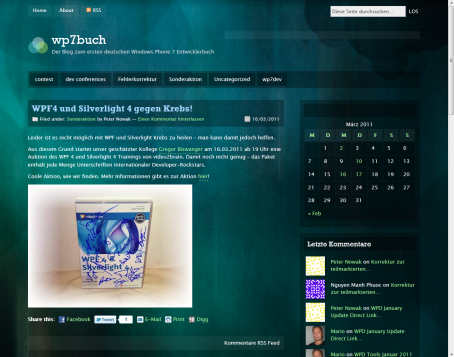 Home About RSS
Diese Seite durchsuchen... LOS
wp7buch
Der Blog zum ersten deutschen Windows Phone 7 Entwicklerbuch
contest dev conferences Fehlerkorrektur Sonderaktion Uncategorized wp7dev
WPF4 und Silverlight 4 gegen Krebs!
Filed under: Sonderaktion by Peter Nowak — Einen Kommentar hinterlassen 16/03/2011
Leider ist es nicht möglich mit WPF und Silverlight Krebs zu heilen - man kann damit jedoch helfen.
Aus diesem Grund startet unser geschätzter Kollege Gregor Biswanger am 16.03.2011 ab 19 Uhr eine
Auktion des WPF 4 und Silverlight 4 Trainings von video2brain. Damit noch nicht genug - das Paket
enthält jede Menge Unterschriften internationaler Developer-Rockstars.
Coole Aktion, wie wir finden. Mehr Informationen gibt es zur Aktion hier!
WPF 4 &
Silverlight 4
Share this: Facebook Tweet 1 E-Mail Print Digg
Kommentare RSS Feed
März 2011
M D M D F S S
1 2 3 4 5 6
7 8 9 10 11 12 13
14 15 16 17 18 19 20
21 22 23 24 25 26 27
28 29 30 31
« Feb
Letzte Kommentare
Peter Nowak on Korrektur zur teilmarkierten...
Nguyen Manh Phuoc on Korrektur zur teilmarkierten...
Peter Nowak on WPD January Update Direct Link...
Mario on WPD January Update Direct Link...
Mario on WPD Tools Januar 2011